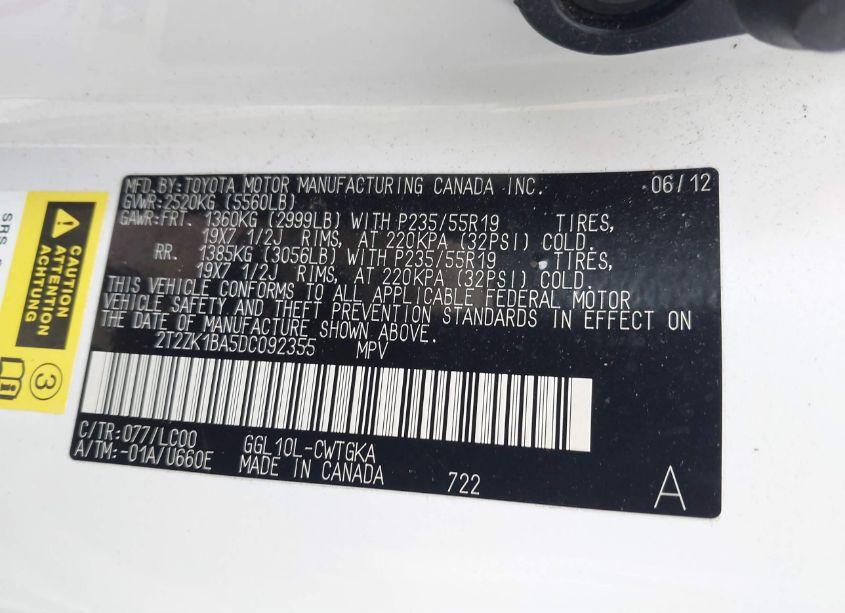 MFD.BY:TOYOTA MOTOR MANUFACTURING CANADA INC. 06/12
GVWR:2520KG (5560LB)
GAWR:FRT. 1360KG (2999LB) WITH P235/55R19 TIRES,
19X7 1/2J RIMS, AT 220KPA (32PSI) COLD.
RR. 1385KG (3056LB) WITH P235/55R19 TIRES,
19X7 1/2J RIMS, AT 220KPA (32PSI) COLD.
THIS VEHICLE CONFORMS TO ALL APPLICABLE FEDERAL MOTOR
VEHICLE SAFETY AND THEFT PREVENTION STANDARDS IN EFFECT ON
THE DATE OF MANUFACTURE SHOWN ABOVE.
2T2ZK1BA5DC092355 MPV
C/TR:077/LC00 GGL10L-CWTGKA
A/TM:-01A/U660E MADE IN CANADA 722 A
CAUTION
ATTENTION
ACHTUNG
SRS
3